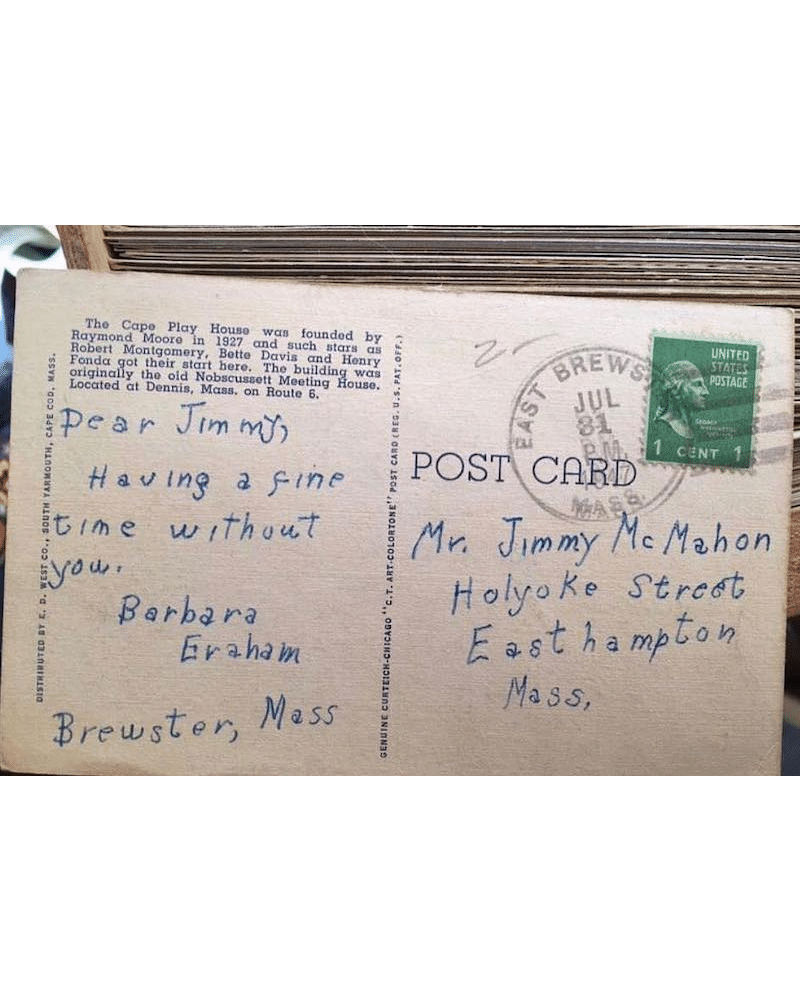 The Cape Play House was founded by
Raymond Moore in 1927 and such stars as
Robert Montgomery, Bette Davis and Henry
Fonda got their start here. The building was
originally the old Nobscussett Meeting House.
Located at Dennis, Mass. on Route 6.
Dear Jimmy,
Having a fine
time without
you.
Barbara
Graham
Brewster, Mass
DISTRIBUTED BY E. D. WEST CO., SOUTH YARMOUTH, CAPE COD, MASS.
GENUINE CURTEICH-CHICAGO "C.T. ART-COLORTONE" POST CARD (REG. U.S. PAT. OFF.)
EAST BREWS
JUL
31
P.M.
MASS.
UNITED
STATES
POSTAGE
1 CENT 1
POST CARD
Mr. Jimmy McMahon
Holyoke Street
Easthampton
Mass,